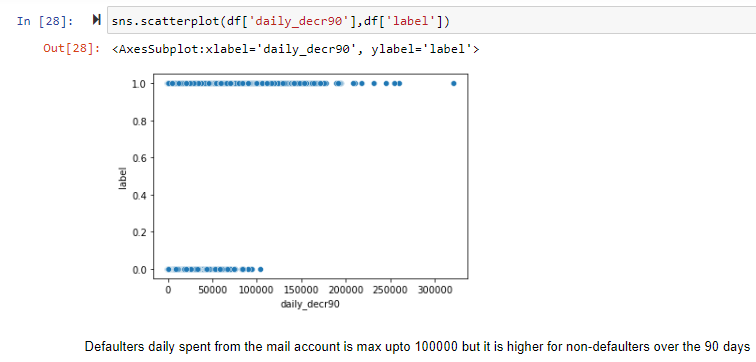 In [28]: sns.scatterplot(df['daily_decr90'],df['label'])
Out[28]: <AxesSubplot:xlabel='daily_decr90', ylabel='label'>
1.0
0.8
0.6
label
0.4
0.2
0.0
0 50000 100000 150000 200000 250000 300000
daily_decr90
Defaulters daily spent from the mail account is max upto 100000 but it is higher for non-defaulters over the 90 days